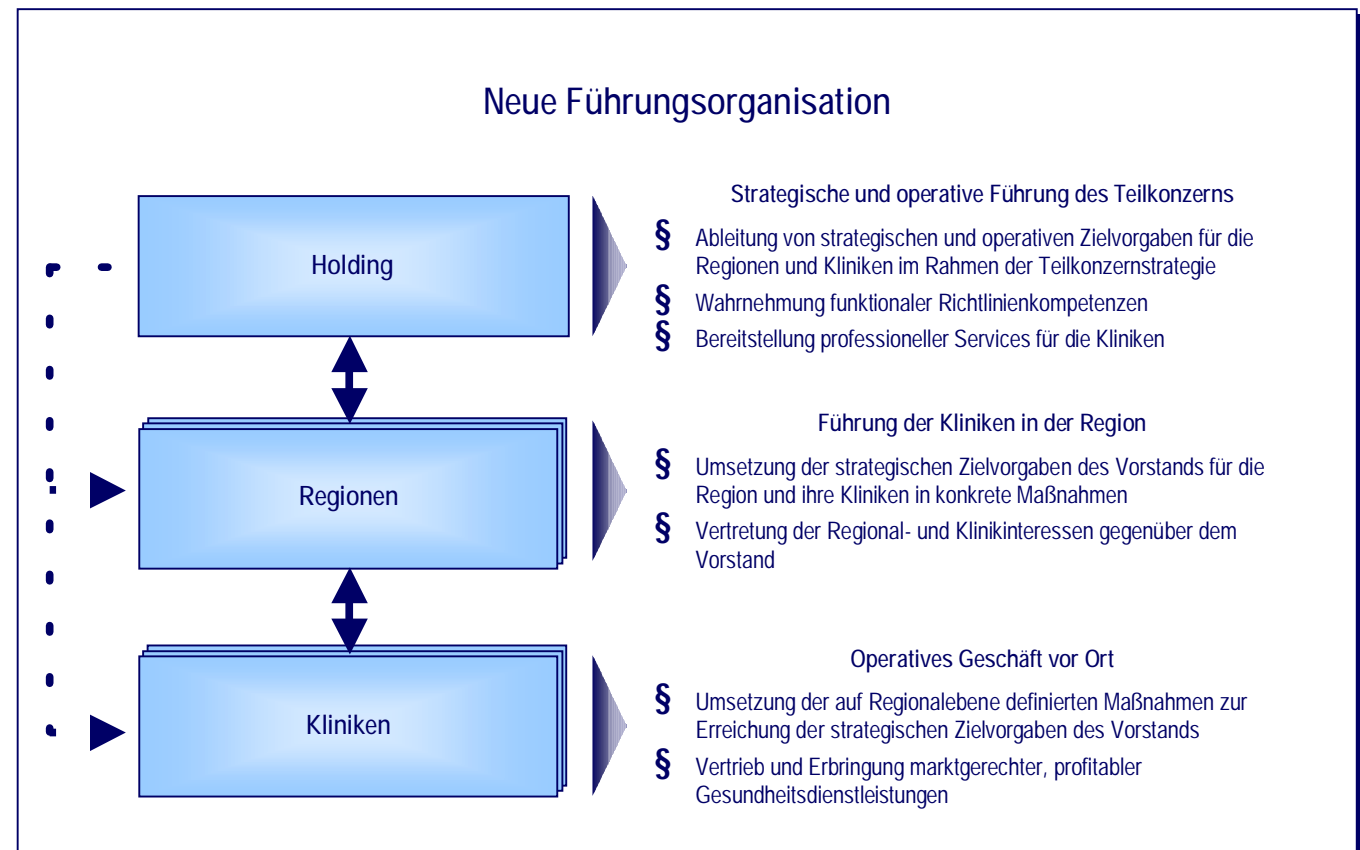 Neue Führungsorganisation
Holding
Strategische und operative Führung des Teilkonzerns
§ Ableitung von strategischen und operativen Zielvorgaben für die
Regionen und Kliniken im Rahmen der Teilkonzernstrategie
§ Wahrnehmung funktionaler Richtlinienkompetenzen
§ Bereitstellung professioneller Services für die Kliniken
Regionen
Führung der Kliniken in der Region
§ Umsetzung der strategischen Zielvorgaben des Vorstands für die
Region und ihre Kliniken in konkrete Maßnahmen
§ Vertretung der Regional- und Klinikinteressen gegenüber dem
Vorstand
Kliniken
Operatives Geschäft vor Ort
§ Umsetzung der auf Regionalebene definierten Maßnahmen zur
Erreichung der strategischen Zielvorgaben des Vorstands
§ Vertrieb und Erbringung marktgerechter, profitabler
Gesundheitsdienstleistungen